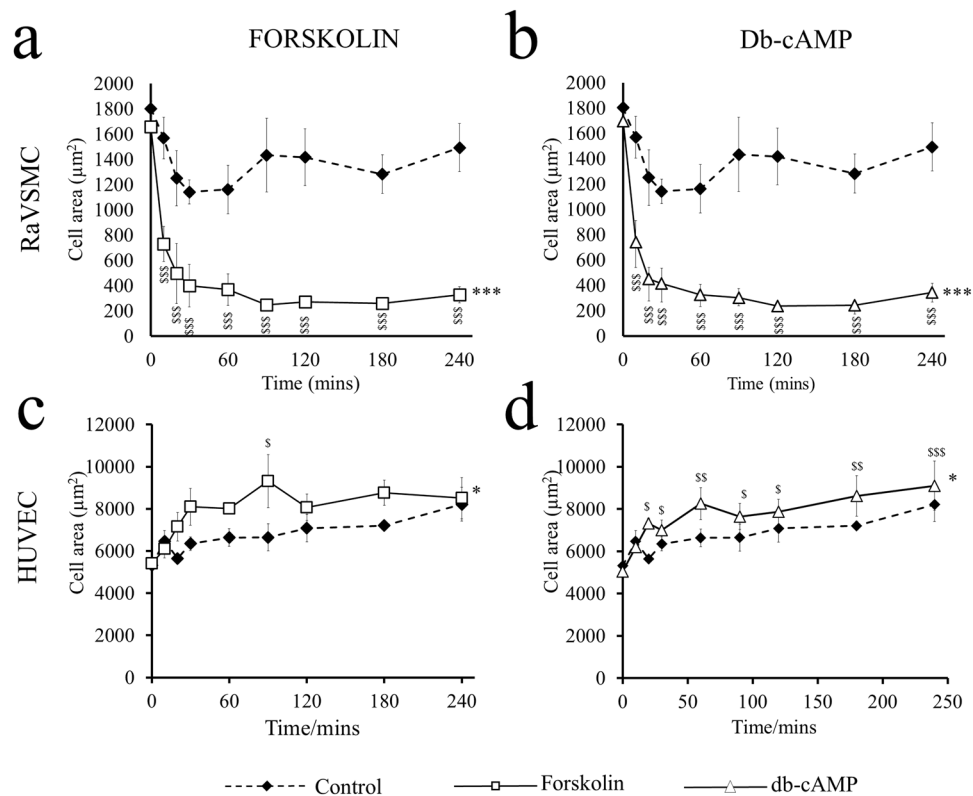 a FORSKOLIN b Db-cAMP
RaVSMC
Cell area (µm²)
2000
1800
1600
1400
1200
1000
800
600
400
200
0
$$$ $$$ $$$ $$$ $$$ $$$ $$$ $$$
***
0 60 120 180 240
Time (mins)
Cell area (µm²)
2000
1800
1600
1400
1200
1000
800
600
400
200
0
$$$ $$$ $$$ $$$ $$$ $$$ $$$ $$$
***
0 60 120 180 240
Time (mins)
c d
HUVEC
Cell area (µm²)
12000
10000
8000
6000
4000
2000
0
$
*
0 60 120 180 240
Time/mins
Cell area (µm²)
12000
10000
8000
6000
4000
2000
0
$ $ $$ $ $ $$ $$$
*
0 50 100 150 200 250
Time/mins
Control Forskolin db-cAMP